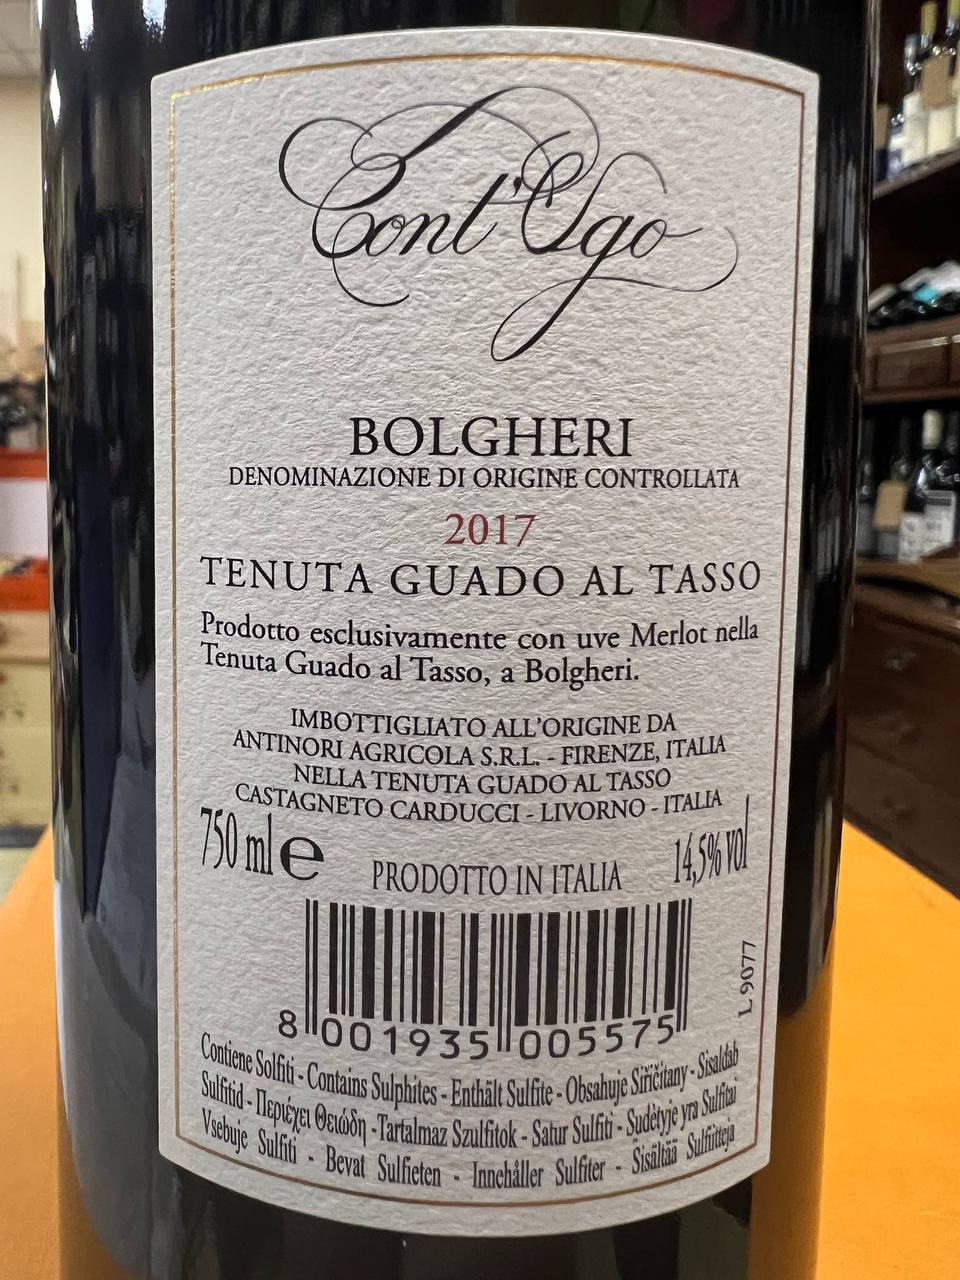 Cont'Ugo
BOLGHERI
DENOMINAZIONE DI ORIGINE CONTROLLATA
2017
TENUTA GUADO AL TASSO
Prodotto esclusivamente con uve Merlot nella
Tenuta Guado al Tasso, a Bolgheri.
IMBOTTIGLIATO ALL'ORIGINE DA
ANTINORI AGRICOLA S.R.L. - FIRENZE, ITALIA
NELLA TENUTA GUADO AL TASSO
CASTAGNETO CARDUCCI - LIVORNO - ITALIA
750 ml e PRODOTTO IN ITALIA 14,5% vol
L 9077
8 001935 005575
Contiene Solfiti - Contains Sulphites - Enthält Sulfite - Obsahuje Siřičitany - Sisaldab
Sulfitid - Περιέχει Θειώδη -Tartalmaz Szulfitok - Satur Sulfiti - Sudėtyje yra Sulfitai
Vsebuje Sulfiti - Bevat Sulfieten - Innehåller Sulfiter - Sisältää Sulfiitteja